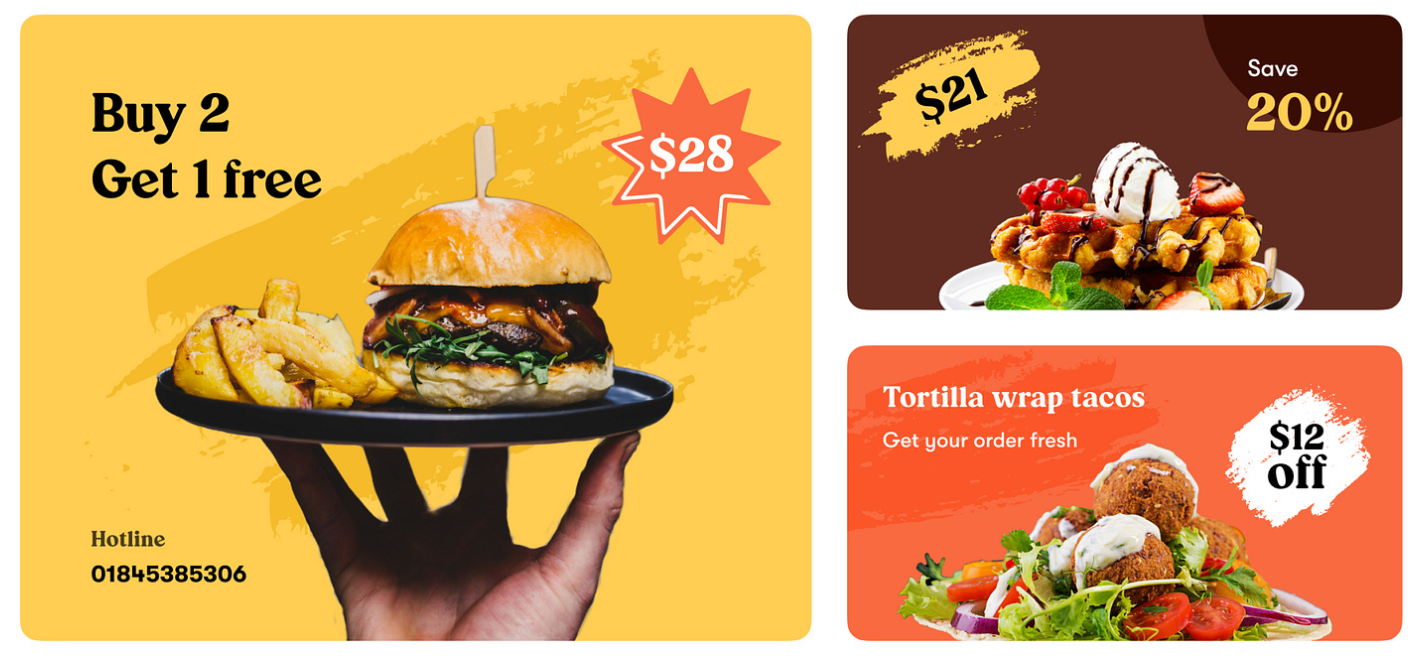 Buy 2
Get 1 free
$28
Hotline
01845385306
$21
Save
20%
Tortilla wrap tacos
Get your order fresh
$12
off